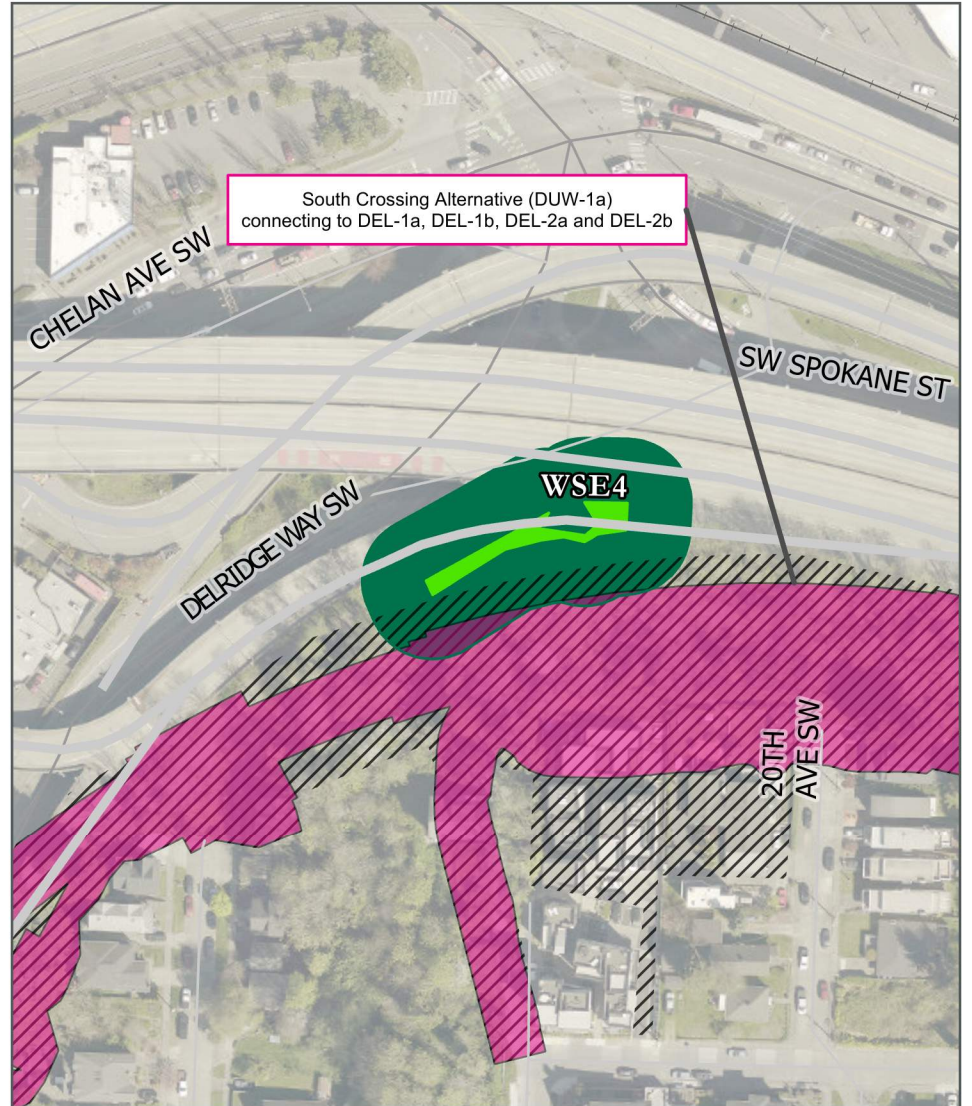 South Crossing Alternative (DUW-1a)
connecting to DEL-1a, DEL-1b, DEL-2a and DEL-2b
CHELAN AVE SW
SW SPOKANE ST
WSE4
DELRIDGE WAY SW
20TH
AVE SW